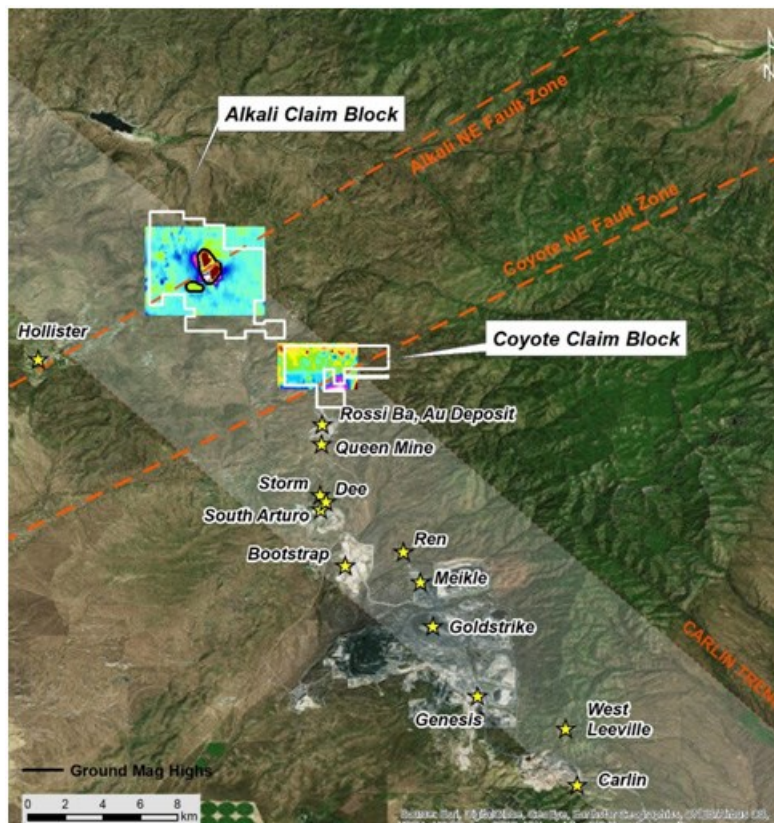 Alkali Claim Block
Alkali NE Fault Zone
Coyote NE Fault Zone
Hollister
Coyote Claim Block
Rossi Ba, Au Deposit
Queen Mine
Storm
Dee
South Arturo
Ren
Bootstrap
Meikle
Goldstrike
CARLIN TREN
Genesis
West
Leeville
Carlin
Ground Mag Highs
0 2 4 6 8
km